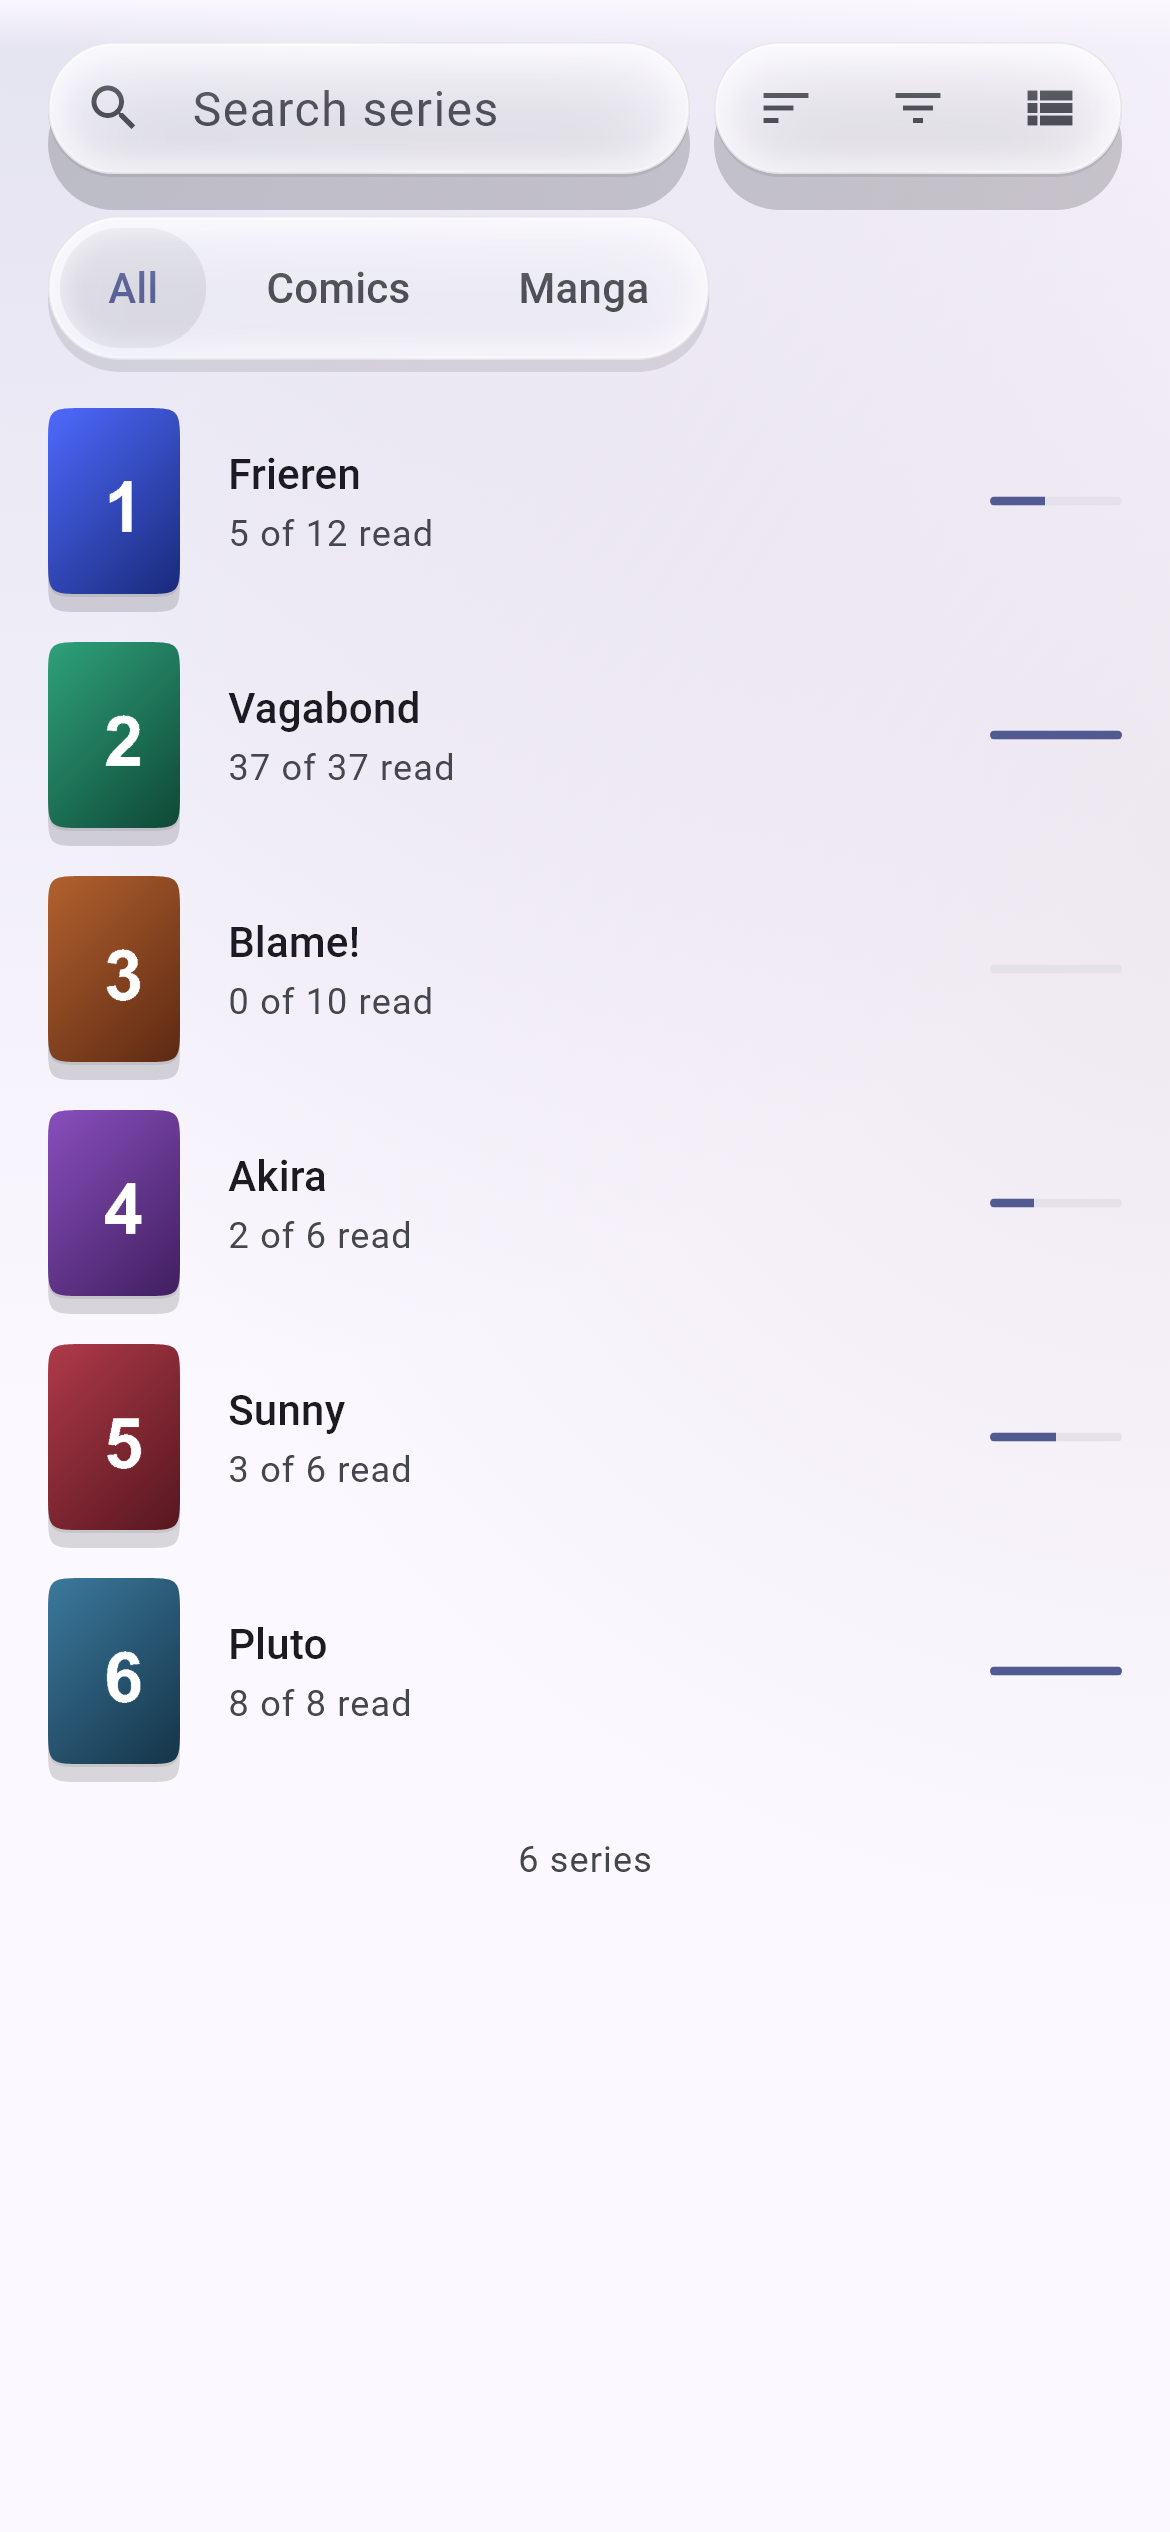 Search series
All Comics Manga
1
Frieren
5 of 12 read
2
Vagabond
37 of 37 read
3
Blame!
0 of 10 read
4
Akira
2 of 6 read
5
Sunny
3 of 6 read
6
Pluto
8 of 8 read
6 series